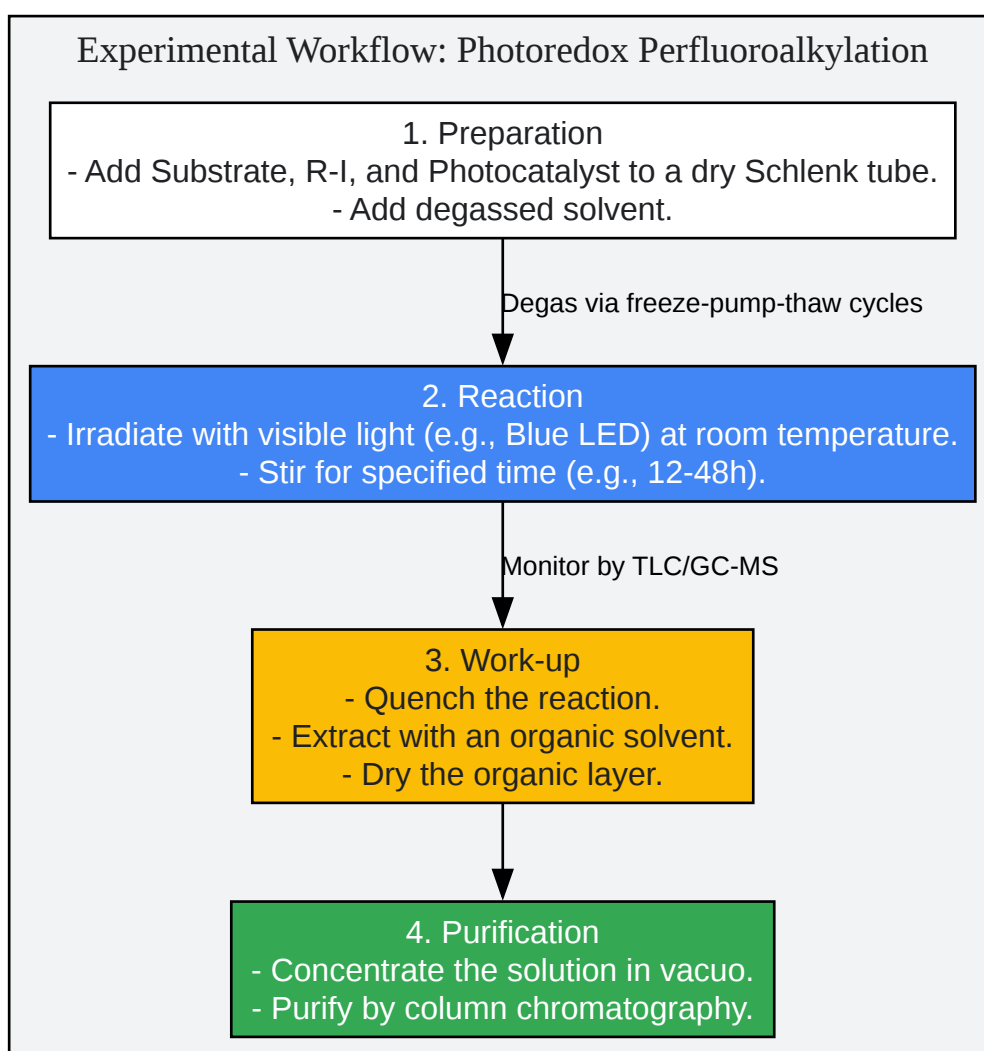 Experimental Workflow: Photoredox Perfluoroalkylation
1. Preparation
- Add Substrate, R-I, and Photocatalyst to a dry Schlenk tube.
- Add degassed solvent.
Degas via freeze-pump-thaw cycles
2. Reaction
- Irradiate with visible light (e.g., Blue LED) at room temperature.
- Stir for specified time (e.g., 12-48h).
Monitor by TLC/GC-MS
3. Work-up
- Quench the reaction.
- Extract with an organic solvent.
- Dry the organic layer.
4. Purification
- Concentrate the solution in vacuo.
- Purify by column chromatography.